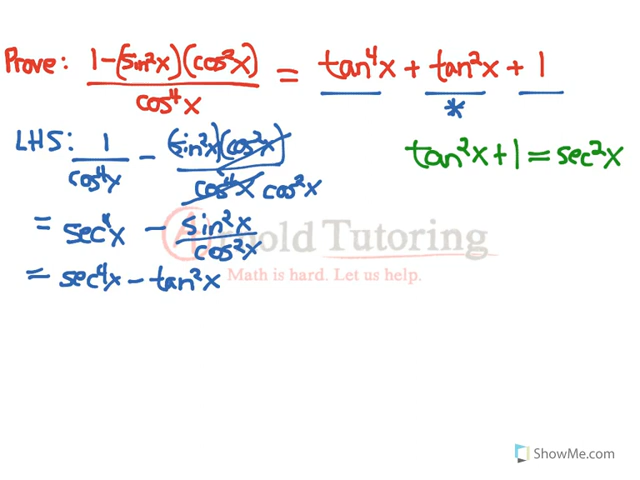 Prove: (1-(sin²x)(cos²x))/(cos⁴x) = tan⁴x + tan²x + 1
*
LHS: 1/(cos⁴x) - ((sin²x)(cos²x))/(cos⁴x cos²x)
tan²x + 1 = sec²x
= sec⁴x - (sin²x)/(cos²x)
= sec⁴x - tan²x
Arnold Tutoring
Math is hard. Let us help.
ShowMe.com